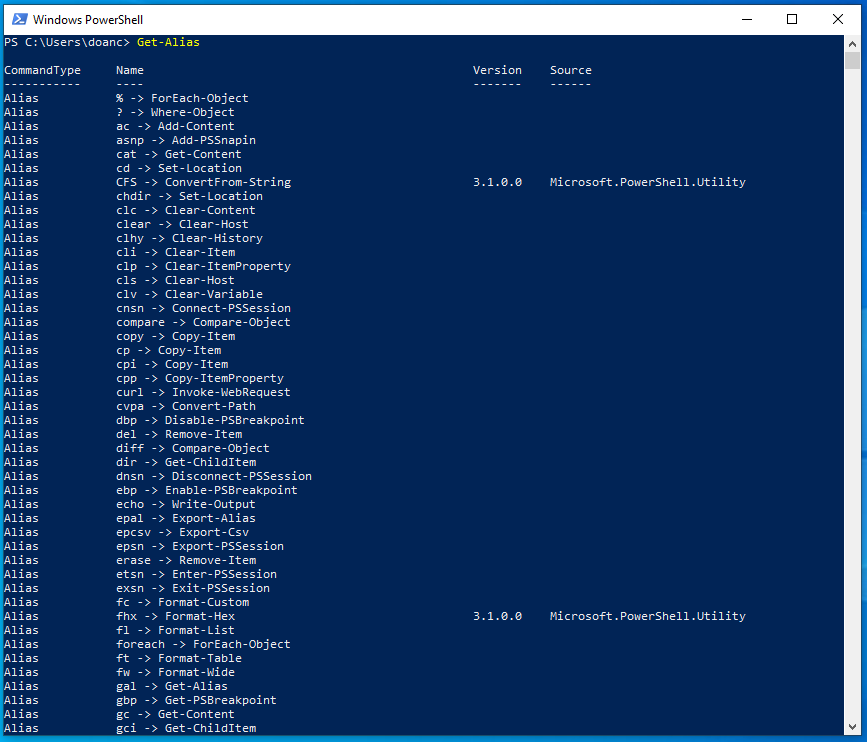 Windows PowerShell
PS C:\Users\doanc> Get-Alias
CommandType     Name                                               Version    Source
-----------     ----                                               -------    ------
Alias           % -> ForEach-Object
Alias           ? -> Where-Object
Alias           ac -> Add-Content
Alias           asnp -> Add-PSSnapin
Alias           cat -> Get-Content
Alias           cd -> Set-Location
Alias           CFS -> ConvertFrom-String                          3.1.0.0    Microsoft.PowerShell.Utility
Alias           chdir -> Set-Location
Alias           clc -> Clear-Content
Alias           clear -> Clear-Host
Alias           clhy -> Clear-History
Alias           cli -> Clear-Item
Alias           clp -> Clear-ItemProperty
Alias           cls -> Clear-Host
Alias           clv -> Clear-Variable
Alias           cnsn -> Connect-PSSession
Alias           compare -> Compare-Object
Alias           copy -> Copy-Item
Alias           cp -> Copy-Item
Alias           cpi -> Copy-Item
Alias           cpp -> Copy-ItemProperty
Alias           curl -> Invoke-WebRequest
Alias           cvpa -> Convert-Path
Alias           dbp -> Disable-PSBreakpoint
Alias           del -> Remove-Item
Alias           diff -> Compare-Object
Alias           dir -> Get-ChildItem
Alias           dnsn -> Disconnect-PSSession
Alias           ebp -> Enable-PSBreakpoint
Alias           echo -> Write-Output
Alias           epal -> Export-Alias
Alias           epcsv -> Export-Csv
Alias           epsn -> Export-PSSession
Alias           erase -> Remove-Item
Alias           etsn -> Enter-PSSession
Alias           exsn -> Exit-PSSession
Alias           fc -> Format-Custom
Alias           fhx -> Format-Hex                                  3.1.0.0    Microsoft.PowerShell.Utility
Alias           fl -> Format-List
Alias           foreach -> ForEach-Object
Alias           ft -> Format-Table
Alias           fw -> Format-Wide
Alias           gal -> Get-Alias
Alias           gbp -> Get-PSBreakpoint
Alias           gc -> Get-Content
Alias           gci -> Get-ChildItem